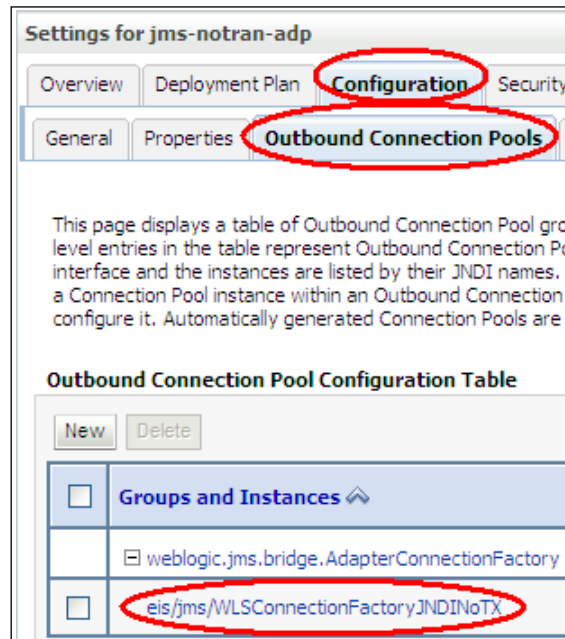 Settings for jms-notran-adp
Overview Deployment Plan Configuration Security
General Properties Outbound Connection Pools
This page displays a table of Outbound Connection Pool gro
level entries in the table represent Outbound Connection Po
interface and the instances are listed by their JNDI names.
a Connection Pool instance within an Outbound Connection
configure it. Automatically generated Connection Pools are
Outbound Connection Pool Configuration Table
New Delete
Groups and Instances
weblogic.jms.bridge.AdapterConnectionFactory
eis/jms/WLSConnectionFactoryJNDINoTX